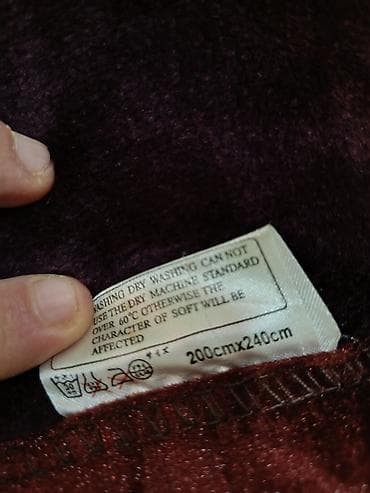 WASHING DRY WASHING CAN NOT
USE THE DRY MACHINE STANDARD
OVER 60°C OTHERWISE THE
CHARACTER OF SOFT WILL BE
AFFECTED
200cmx240cm